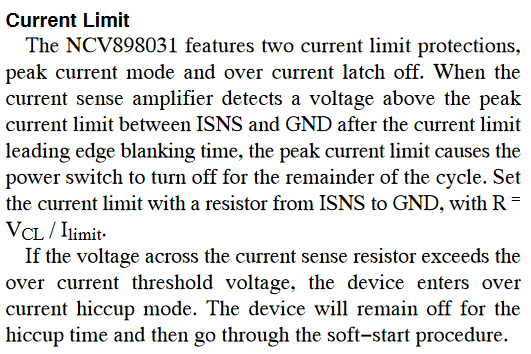 Current Limit
The NCV898031 features two current limit protections,
peak current mode and over current latch off. When the
current sense amplifier detects a voltage above the peak
current limit between ISNS and GND after the current limit
leading edge blanking time, the peak current limit causes the
power switch to turn off for the remainder of the cycle. Set
the current limit with a resistor from ISNS to GND, with R =
VCL / Ilimit.
If the voltage across the current sense resistor exceeds the
over current threshold voltage, the device enters over
current hiccup mode. The device will remain off for the
hiccup time and then go through the soft−start procedure.